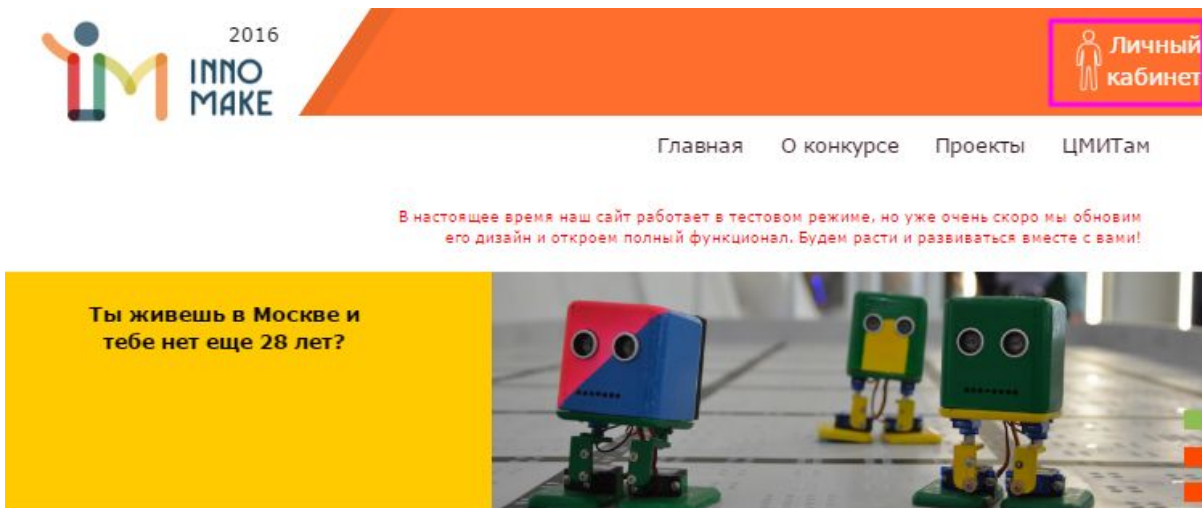 2016
INNO
MAKE
Личный
кабинет
Главная О конкурсе Проекты ЦМИТам
В настоящее время наш сайт работает в тестовом режиме, но уже очень скоро мы обновим
его дизайн и откроем полный функционал. Будем расти и развиваться вместе с вами!
Ты живешь в Москве и
тебе нет еще 28 лет?